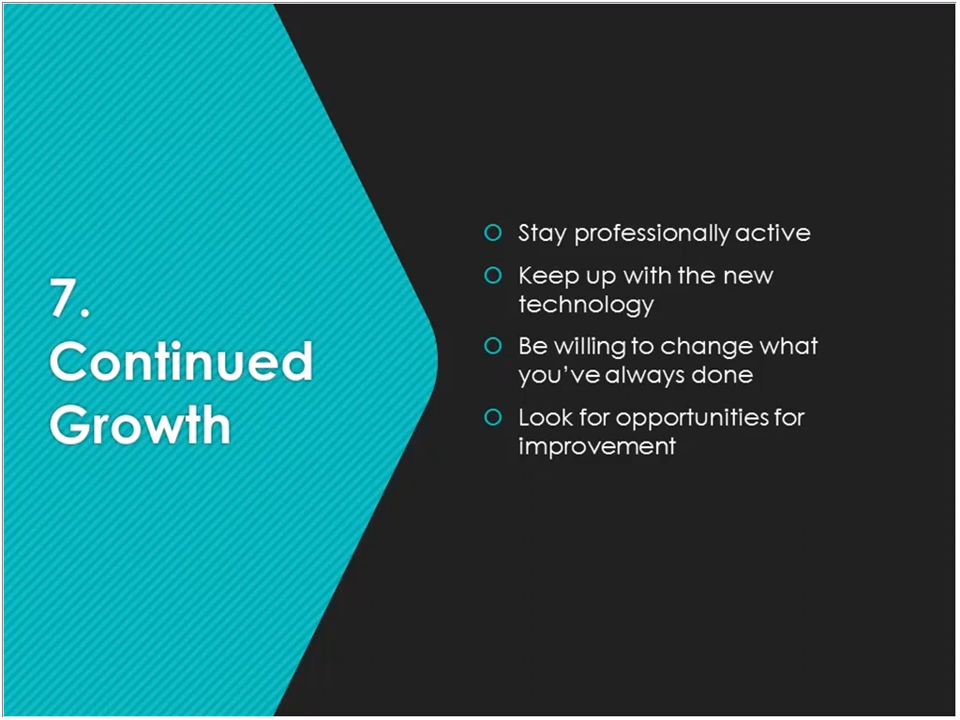 7.
Continued
Growth
Stay professionally active
Keep up with the new
technology
Be willing to change what
you’ve always done
Look for opportunities for
improvement